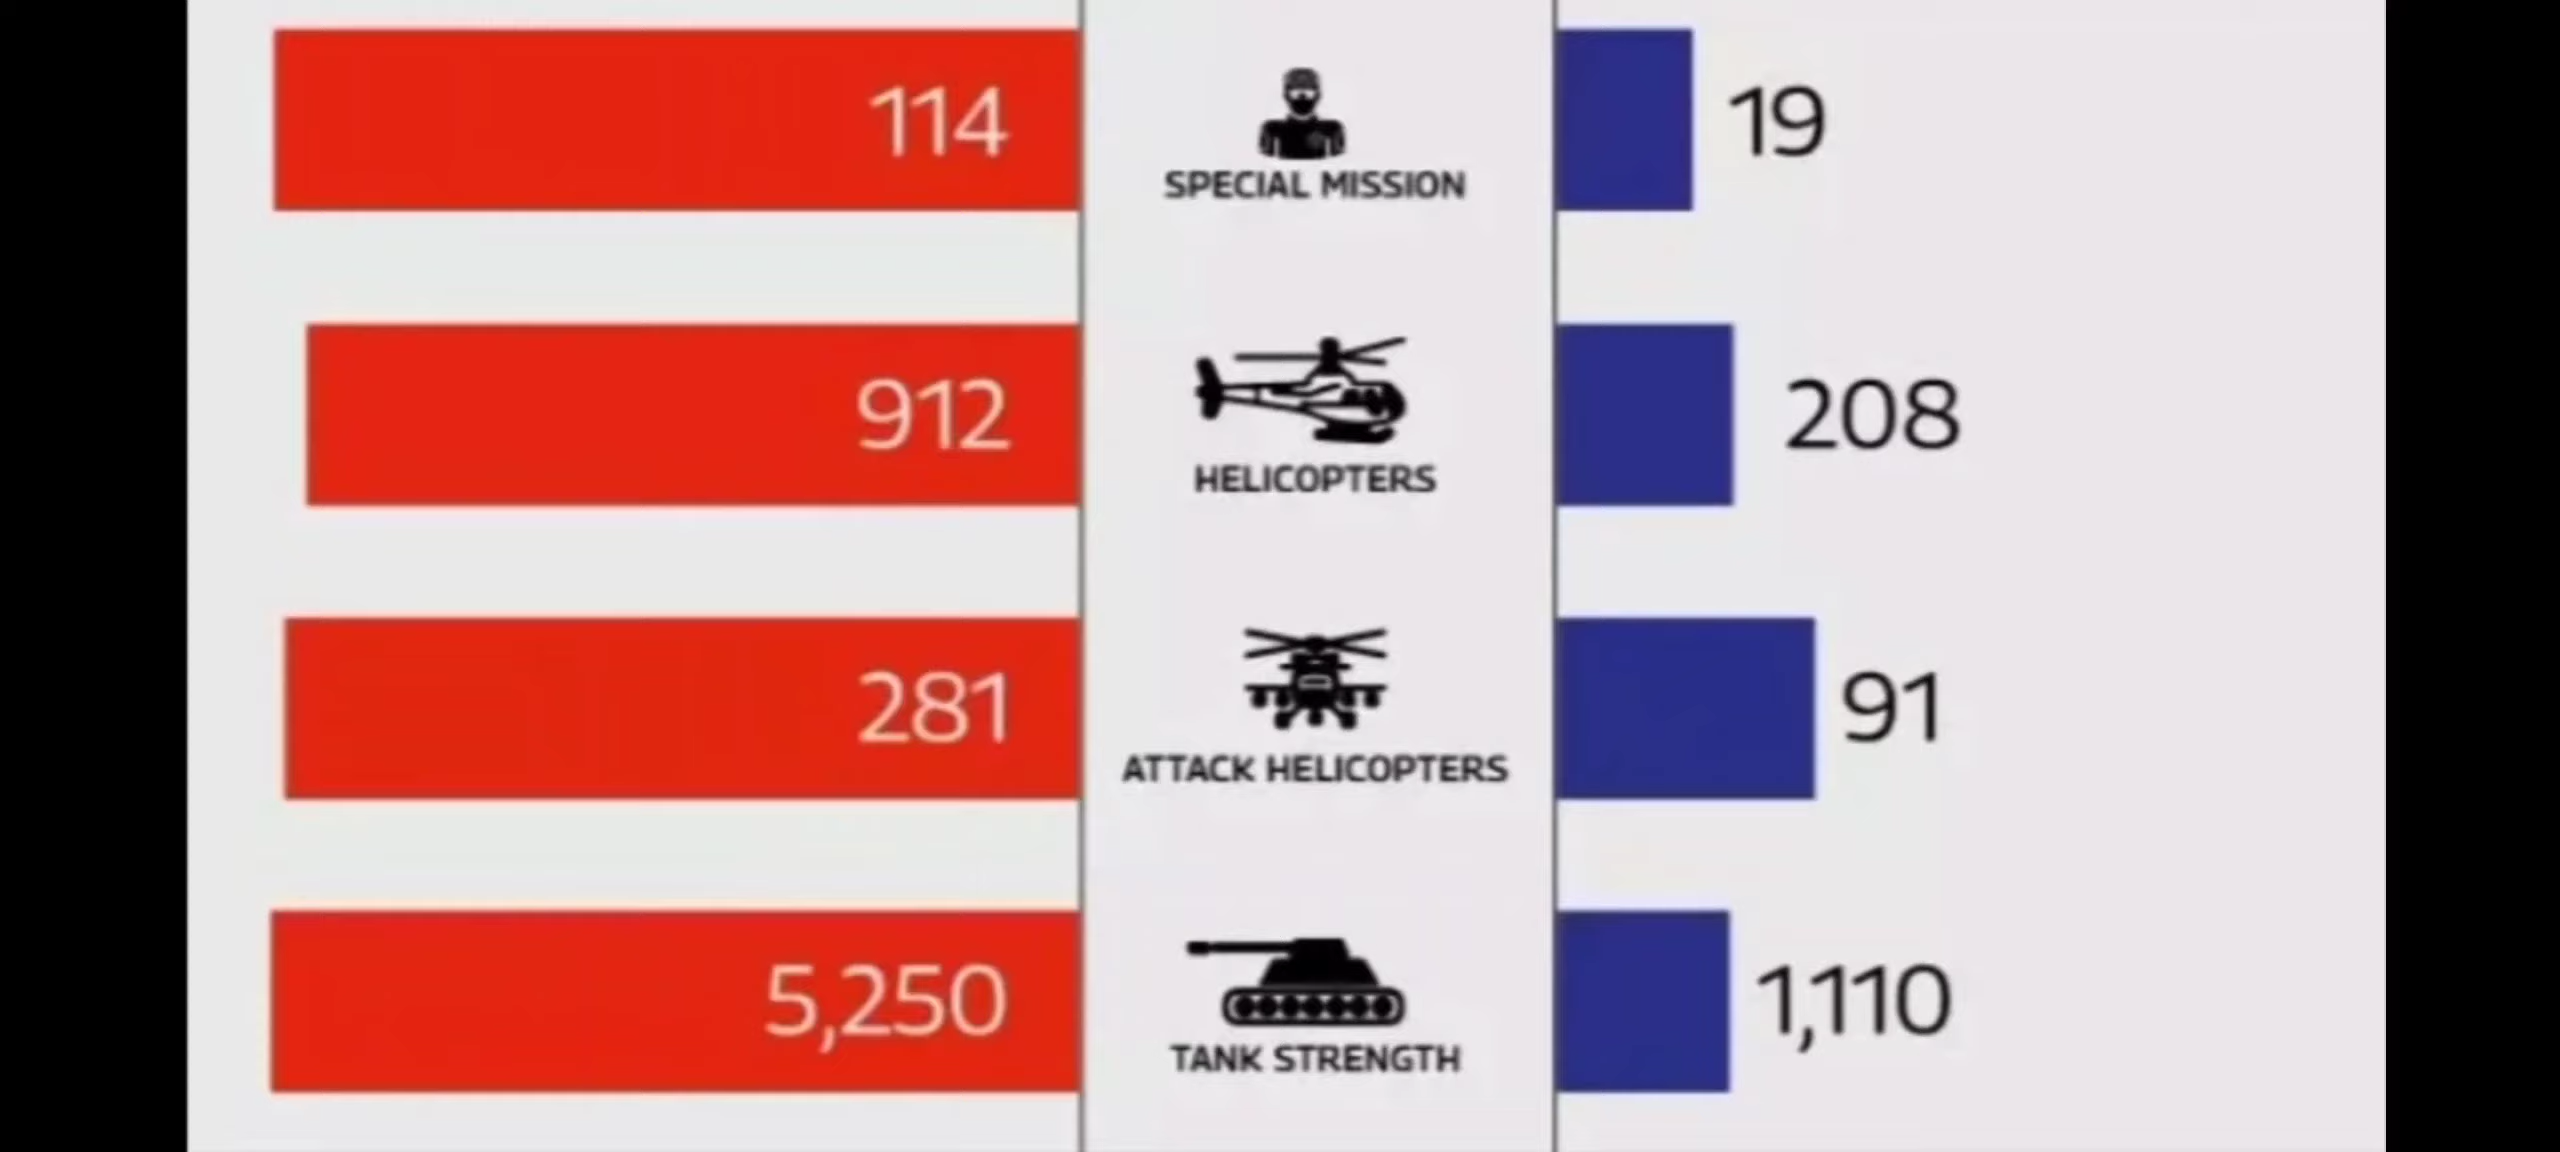 114
SPECIAL MISSION
19
912
HELICOPTERS
208
281
ATTACK HELICOPTERS
91
5,250
TANK STRENGTH
1,110